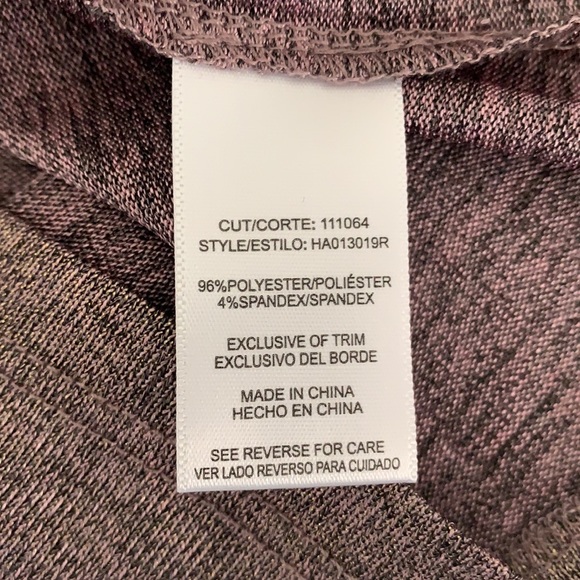 CUT/CORTE: 111064
STYLE/ESTILO: HA013019R
96%POLYESTER/POLIÉSTER
4%SPANDEX/SPANDEX
EXCLUSIVE OF TRIM
EXCLUSIVO DEL BORDE
MADE IN CHINA
HECHO EN CHINA
SEE REVERSE FOR CARE
VER LADO REVERSO PARA CUIDADO